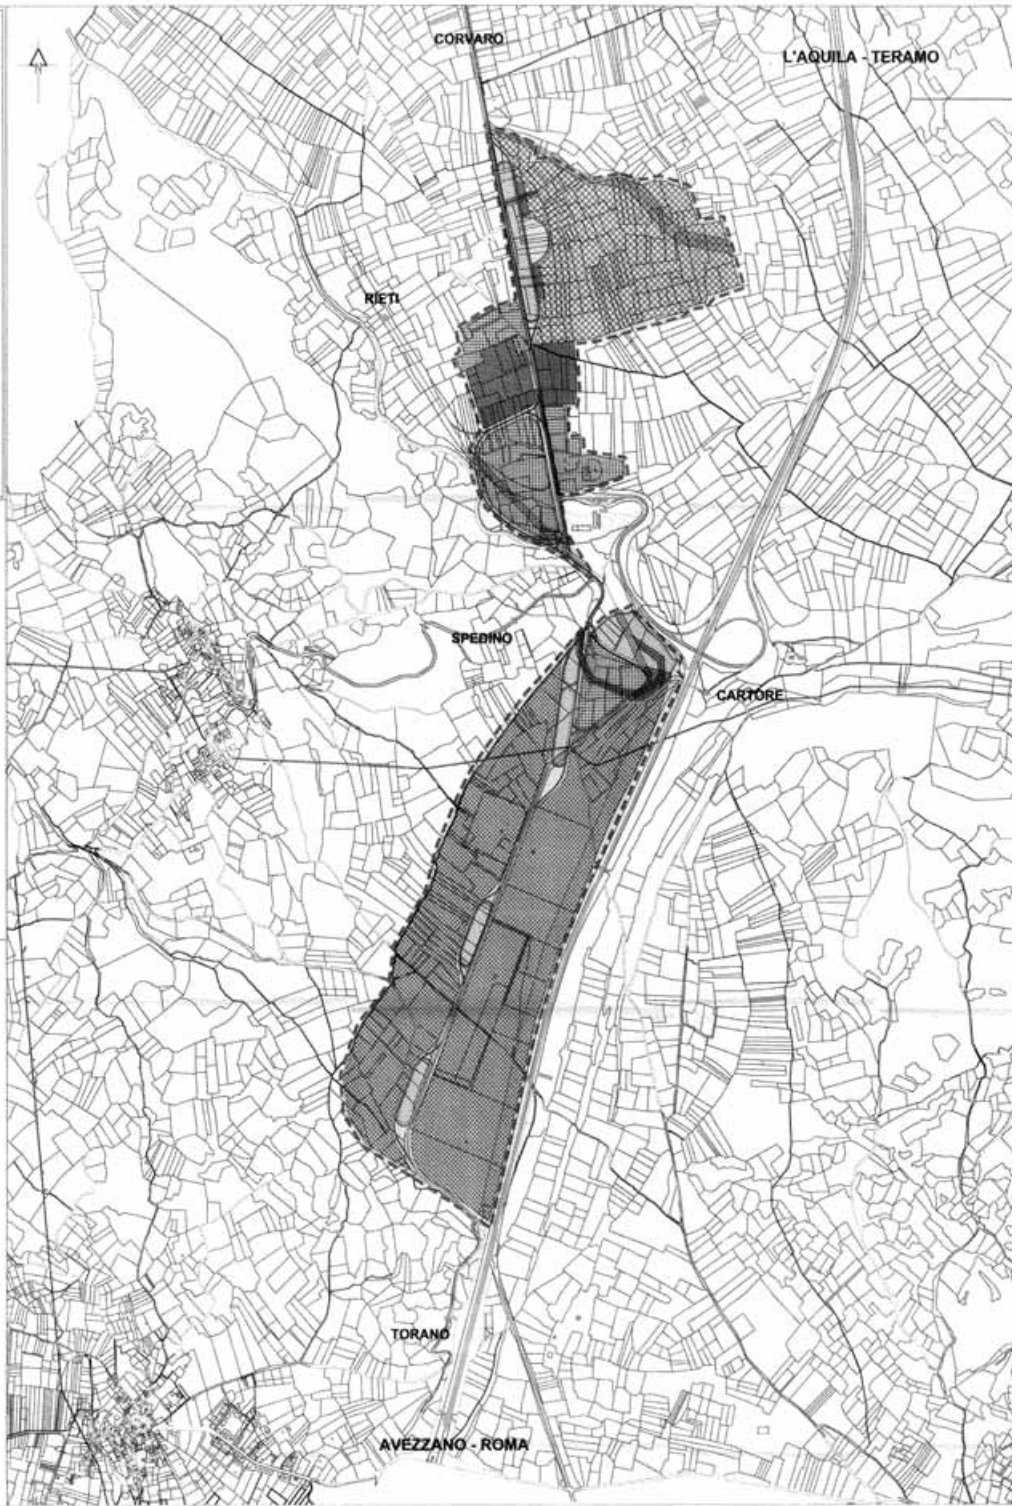 CORVARO
L'AQUILA - TERAMO
RIETI
SPEDINO
CARTORE
TORANO
AVEZZANO - ROMA